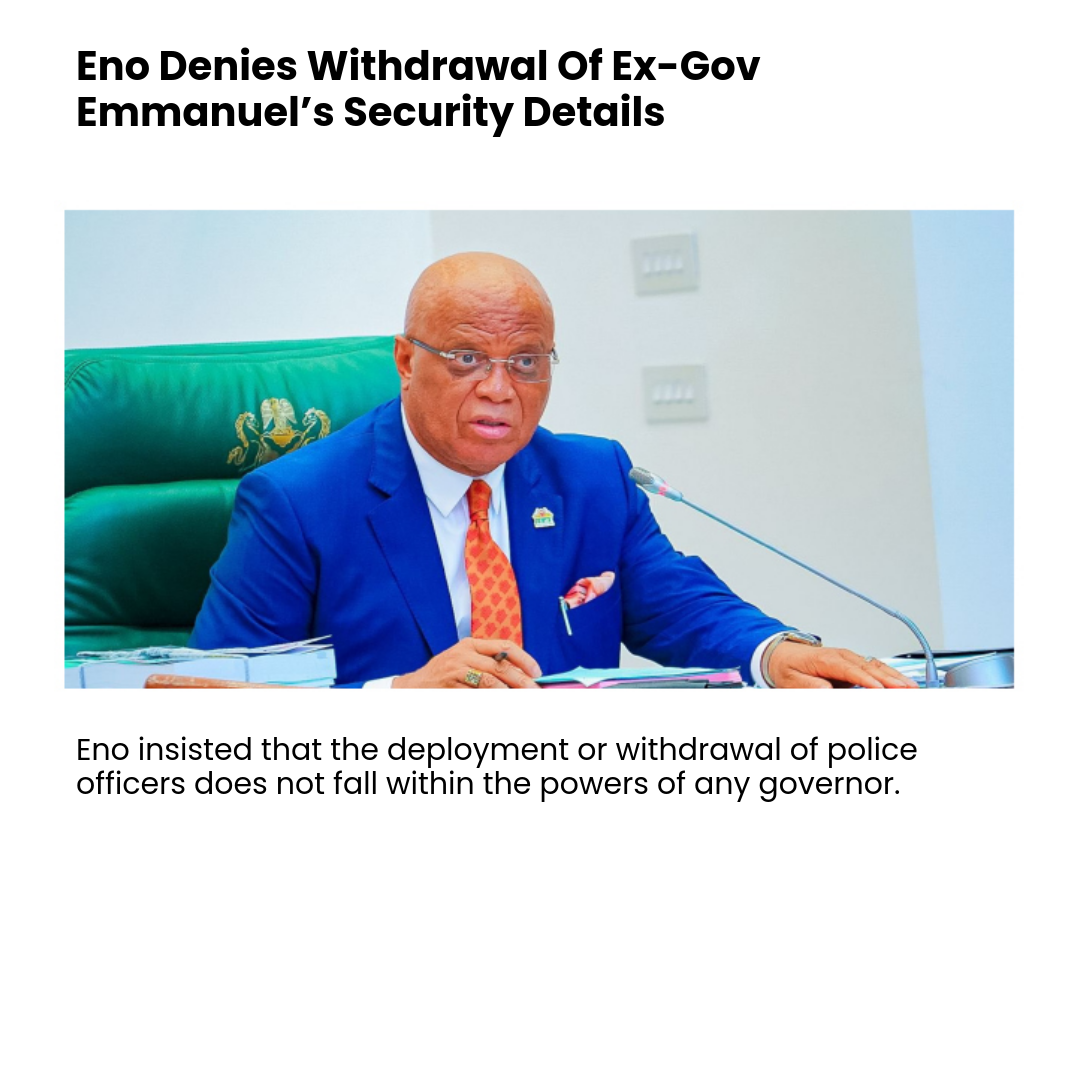 Eno Denies Withdrawal Of Ex-Gov
Emmanuel’s Security Details
Eno insisted that the deployment or withdrawal of police
officers does not fall within the powers of any governor.